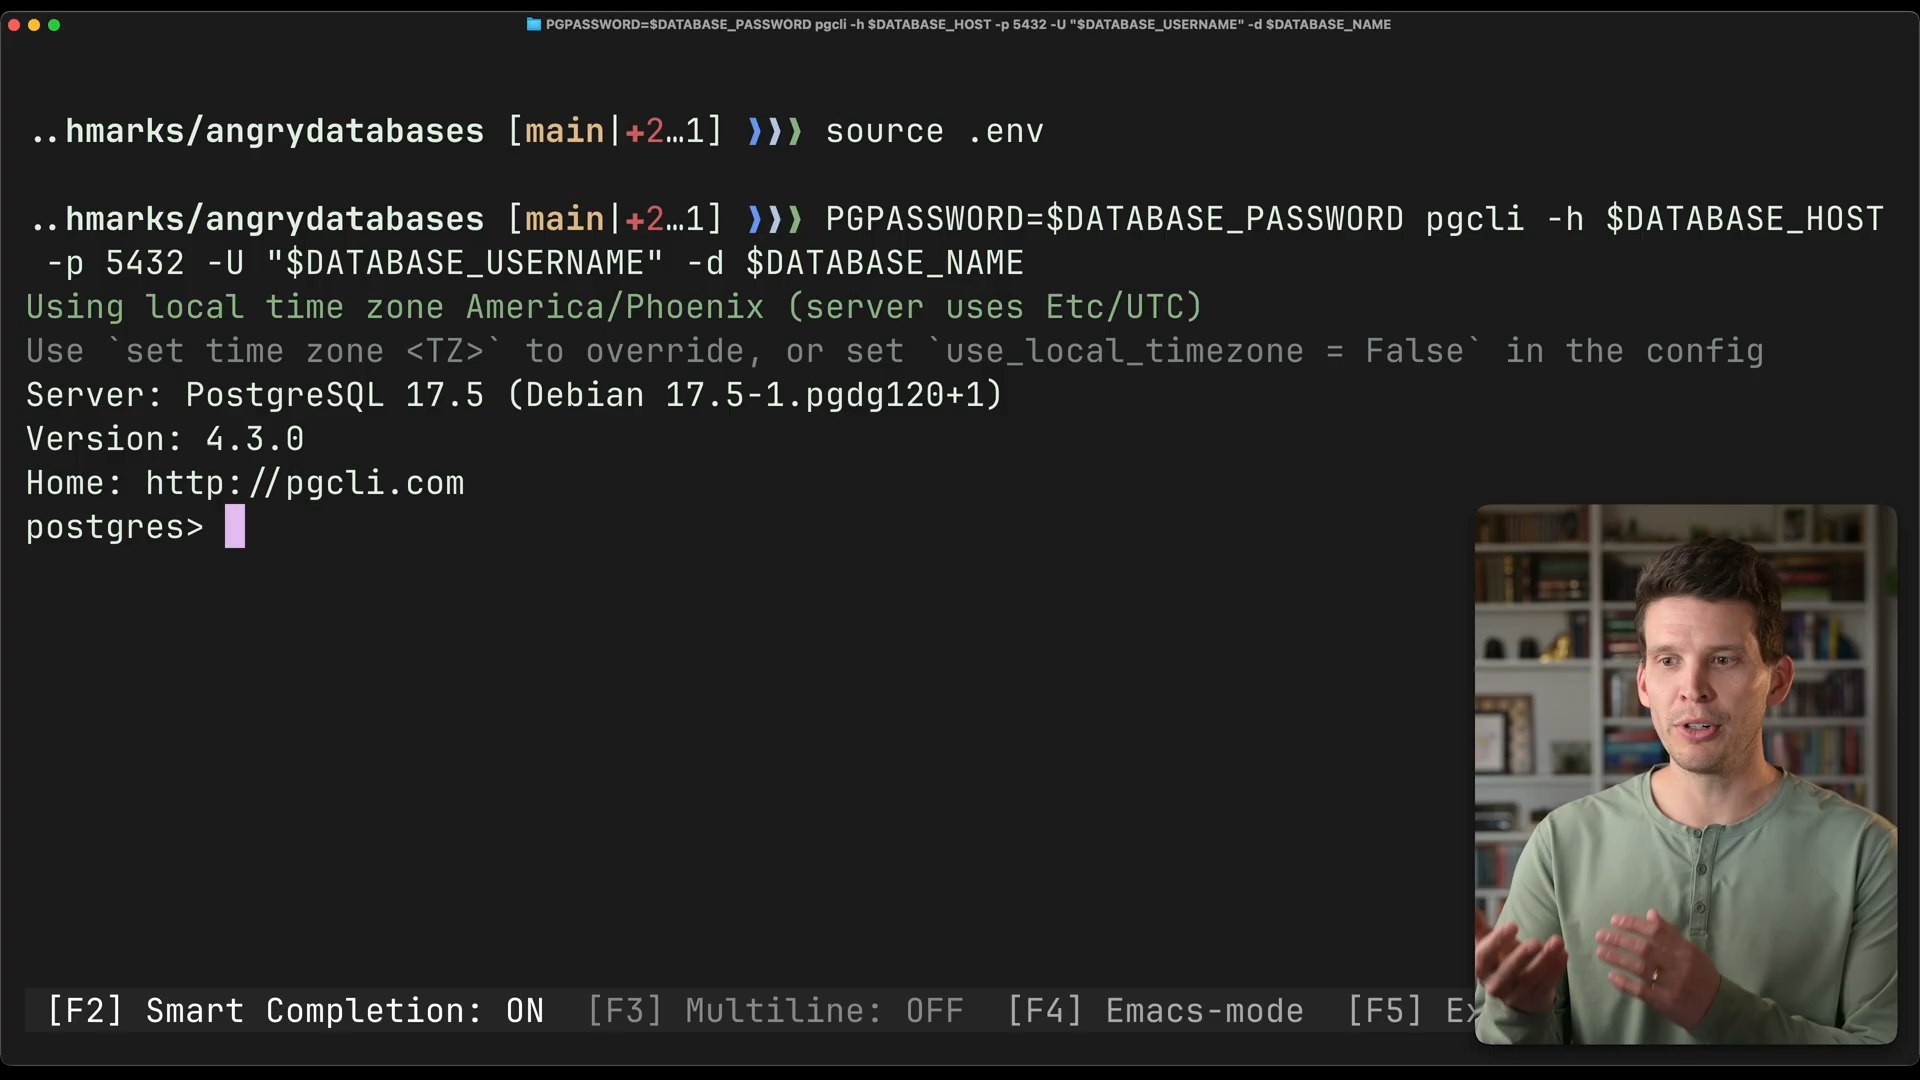 PGPASSWORD=$DATABASE_PASSWORD pgcli -h $DATABASE_HOST -p 5432 -U "$DATABASE_USERNAME" -d $DATABASE_NAME
..hmarks/angrydatabases [main|+2…1] ❯❯❯ source .env
..hmarks/angrydatabases [main|+2…1] ❯❯❯ PGPASSWORD=$DATABASE_PASSWORD pgcli -h $DATABASE_HOST
-p 5432 -U "$DATABASE_USERNAME" -d $DATABASE_NAME
Using local time zone America/Phoenix (server uses Etc/UTC)
Use `set time zone <TZ>` to override, or set `use_local_timezone = False` in the config
Server: PostgreSQL 17.5 (Debian 17.5-1.pgdg120+1)
Version: 4.3.0
Home: http://pgcli.com
postgres>
[F2] Smart Completion: ON [F3] Multiline: OFF [F4] Emacs-mode [F5]